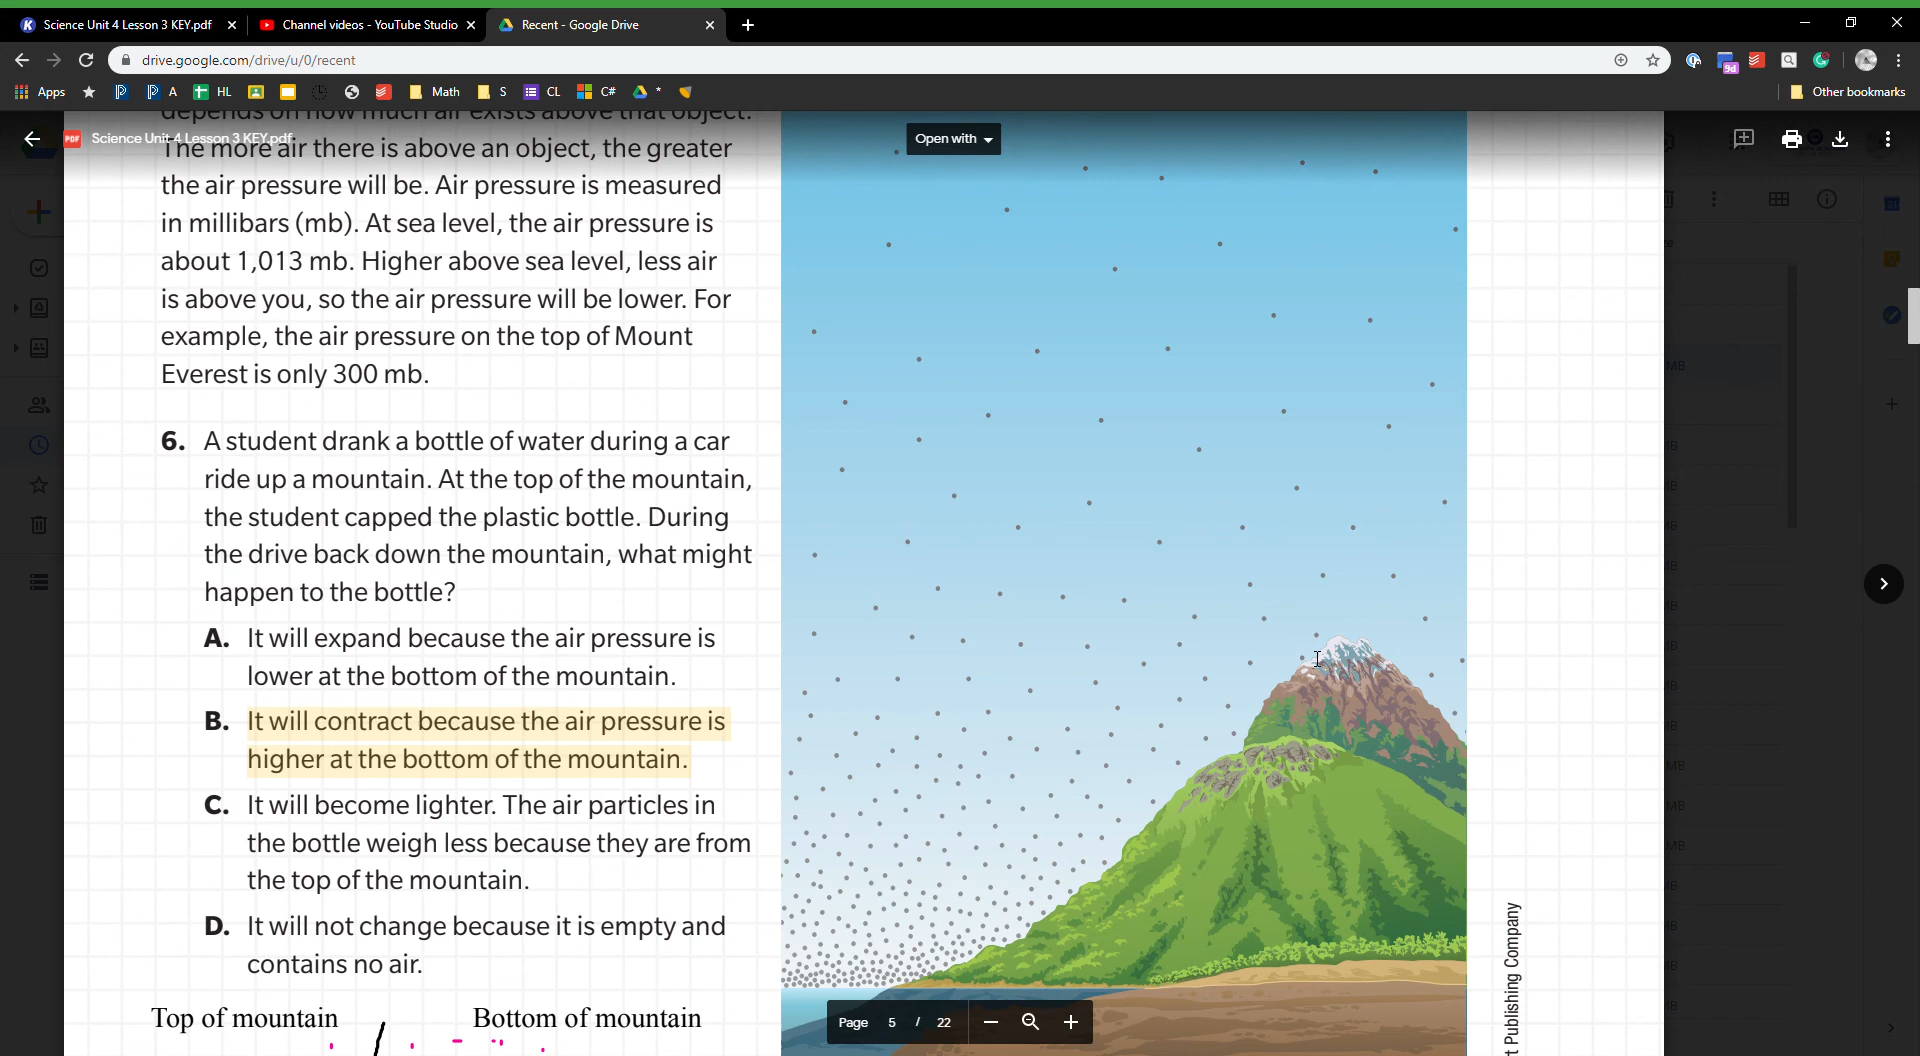 Science Unit 4 Lesson 3 KEY.pdf
Channel videos - YouTube Studio
Recent - Google Drive
drive.google.com/drive/u/0/recent
9d
Apps
A
HL
Math
S
CL
C#
*
Other bookmarks
PDF
Science Unit 4 Lesson 3 KEY.pdf
Open with
depends on how much air exists above that object.
The more air there is above an object, the greater
the air pressure will be. Air pressure is measured
in millibars (mb). At sea level, the air pressure is
about 1,013 mb. Higher above sea level, less air
is above you, so the air pressure will be lower. For
example, the air pressure on the top of Mount
Everest is only 300 mb.
6. A student drank a bottle of water during a car
ride up a mountain. At the top of the mountain,
the student capped the plastic bottle. During
the drive back down the mountain, what might
happen to the bottle?
A. It will expand because the air pressure is
lower at the bottom of the mountain.
B. It will contract because the air pressure is
higher at the bottom of the mountain.
C. It will become lighter. The air particles in
the bottle weigh less because they are from
the top of the mountain.
D. It will not change because it is empty and
contains no air.
Top of mountain
Bottom of mountain
t Publishing Company
Page 5 / 22